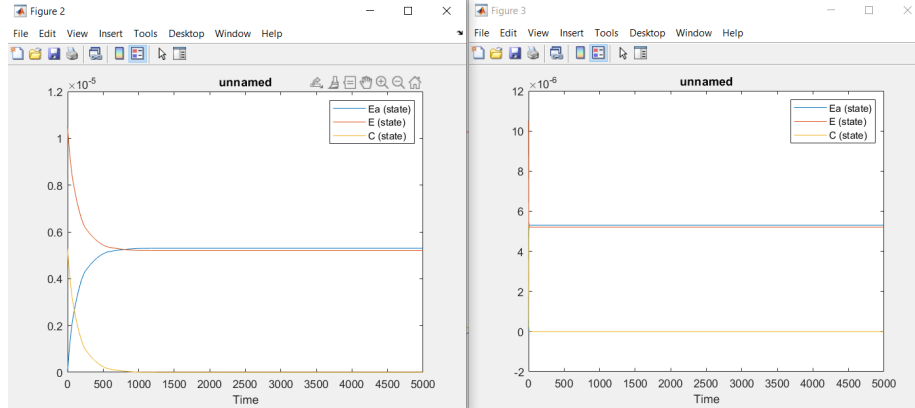 Figure 2
File Edit View Insert Tools Desktop Window Help
×10⁻⁵
unnamed
1.2
1
0.8
0.6
0.4
0.2
0
Ea (state)
E (state)
C (state)
0 500 1000 1500 2000 2500 3000 3500 4000 4500 5000
Time
Figure 3
File Edit View Insert Tools Desktop Window Help
×10⁻⁶
unnamed
12
10
8
6
4
2
0
-2
Ea (state)
E (state)
C (state)
0 500 1000 1500 2000 2500 3000 3500 4000 4500 5000
Time